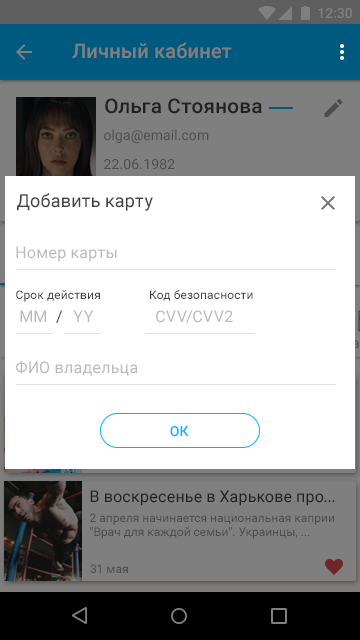 12:30
Личный кабинет
Ольга Стоянова
olga@email.com
22.06.1982
Добавить карту
Номер карты
Срок действия
Код безопасности
MM / YY
CVV/CVV2
ФИО владельца
ОК
В воскресенье в Харькове про...
2 апреля начинается национальная каприи
"Врач для каждой семьи". Украинцы, ...
31 мая